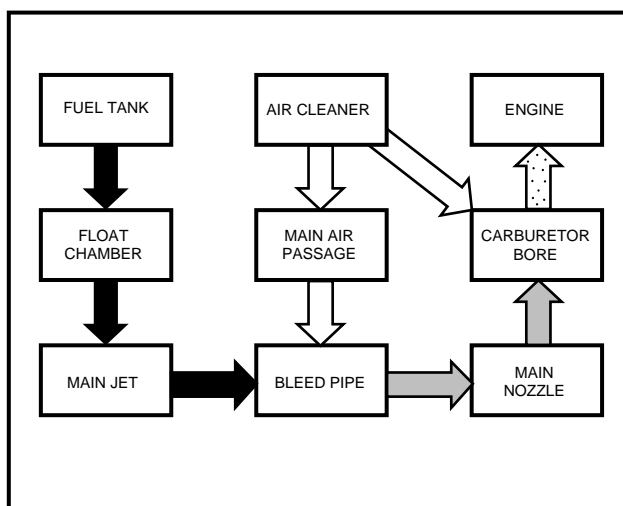 FUEL TANK
AIR CLEANER
ENGINE
FLOAT
CHAMBER
MAIN AIR
PASSAGE
CARBURETOR
BORE
MAIN JET
BLEED PIPE
MAIN
NOZZLE